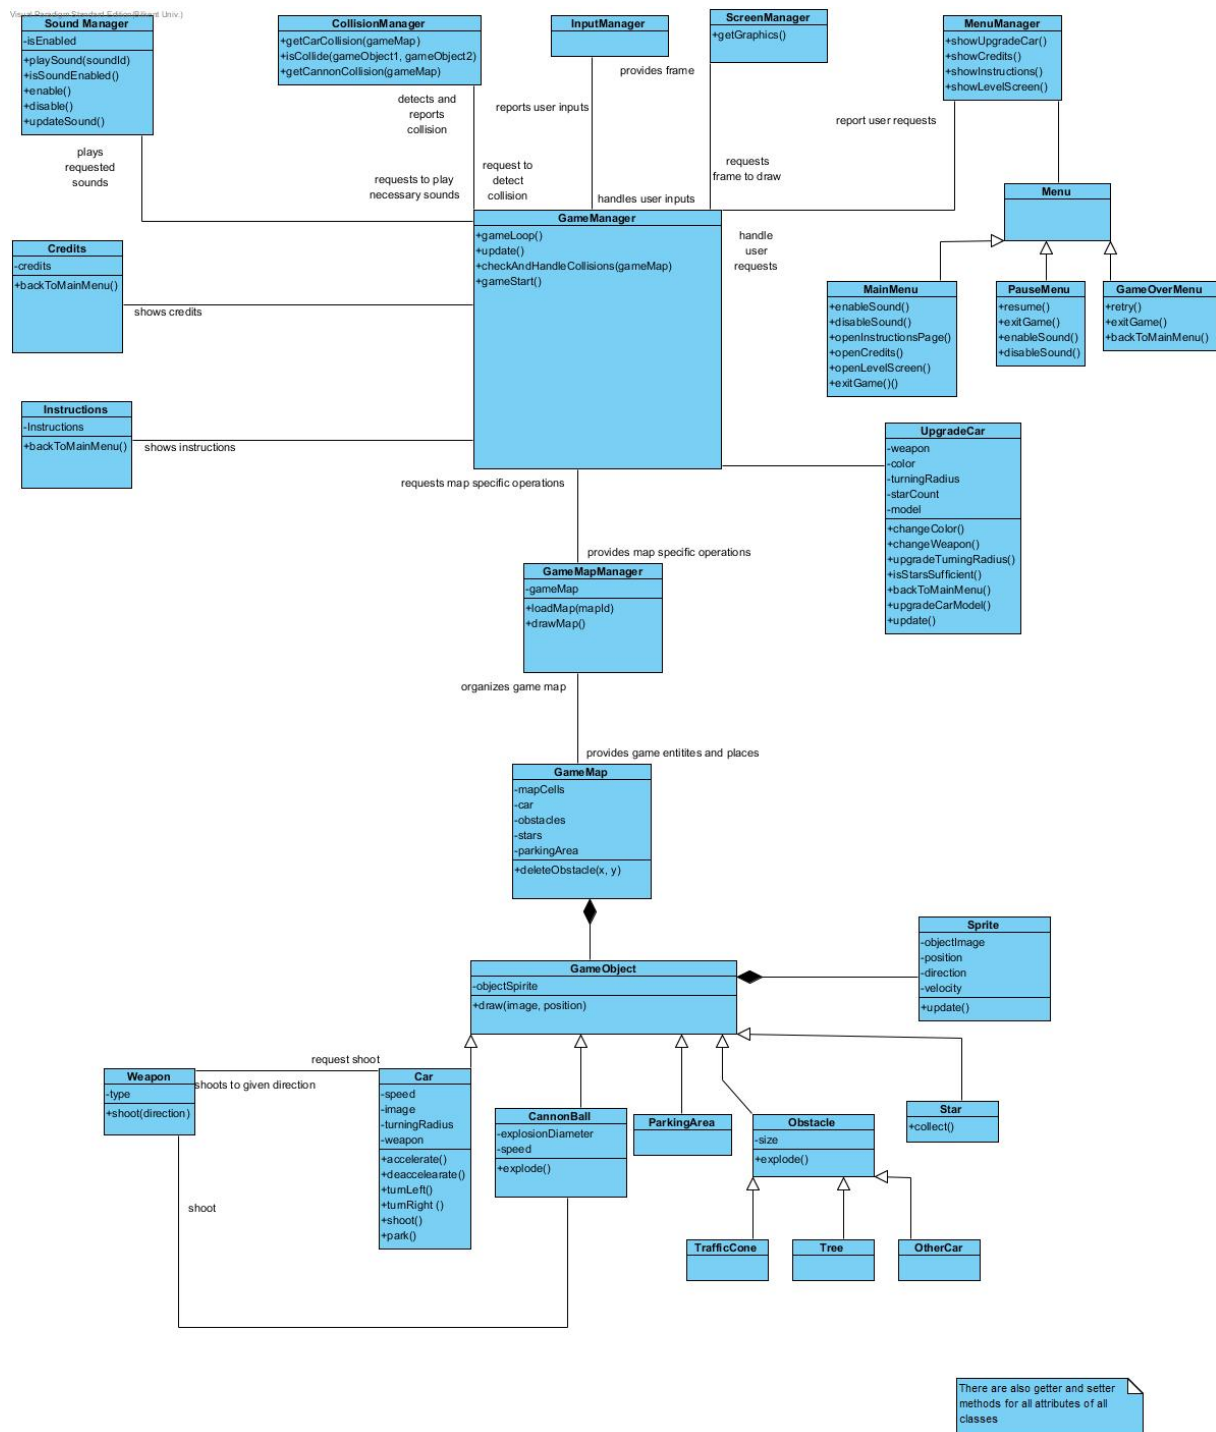 Visual Paradigm Standard Edition(Bilkent Univ.)
Sound Manager
-isEnabled
+playSound(soundId)
+isSoundEnabled()
+enable()
+disable()
+updateSound()
CollisionManager
+getCarCollision(gameMap)
+isCollide(gameObject1, gameObject2)
+getCannonCollision(gameMap)
InputManager
ScreenManager
+getGraphics()
MenuManager
+showUpgradeCar()
+showCredits()
+showInstructions()
+showLevelScreen()
provides frame
detects and
reports
collision
reports user inputs
report user requests
plays
requested
sounds
requests to play
necessary sounds
request to
detect
collision
handles user inputs
requests
frame to draw
Menu
GameManager
+gameLoop()
+update()
+checkAndHandleCollisions(gameMap)
+gameStart()
handle
user
requests
Credits
-credits
+backToMainMenu()
shows credits
MainMenu
+enableSound()
+disableSound()
+openInstructionsPage()
+openCredits()
+openLevelScreen()
+exitGame()()
PauseMenu
+resume()
+exitGame()
+enableSound()
+disableSound()
GameOverMenu
+retry()
+exitGame()
+backToMainMenu()
Instructions
-Instructions
+backToMainMenu()
shows instructions
UpgradeCar
-weapon
-color
-turningRadius
-starCount
-model
+changeColor()
+changeWeapon()
+upgradeTurningRadius()
+isStarsSufficient()
+backToMainMenu()
+upgradeCarModel()
+update()
requests map specific operations
provides map specific operations
GameMapManager
-gameMap
+loadMap(mapId)
+drawMap()
organizes game map
provides game entitites and places
GameMap
-mapCells
-car
-obstacles
-stars
-parkingArea
+deleteObstacle(x, y)
Sprite
-objectImage
-position
-direction
-velocity
+update()
GameObject
-objectSpirite
+draw(image, position)
request shoot
shoots to given direction
Weapon
-type
+shoot(direction)
Car
-speed
-image
-turningRadius
-weapon
+accelerate()
+deaccelearate()
+turnLeft()
+turnRight ()
+shoot()
+park()
CannonBall
-explosionDiameter
-speed
+explode()
ParkingArea
Obstacle
-size
+explode()
Star
+collect()
shoot
TrafficCone
Tree
OtherCar
There are also getter and setter
methods for all attributes of all
classes